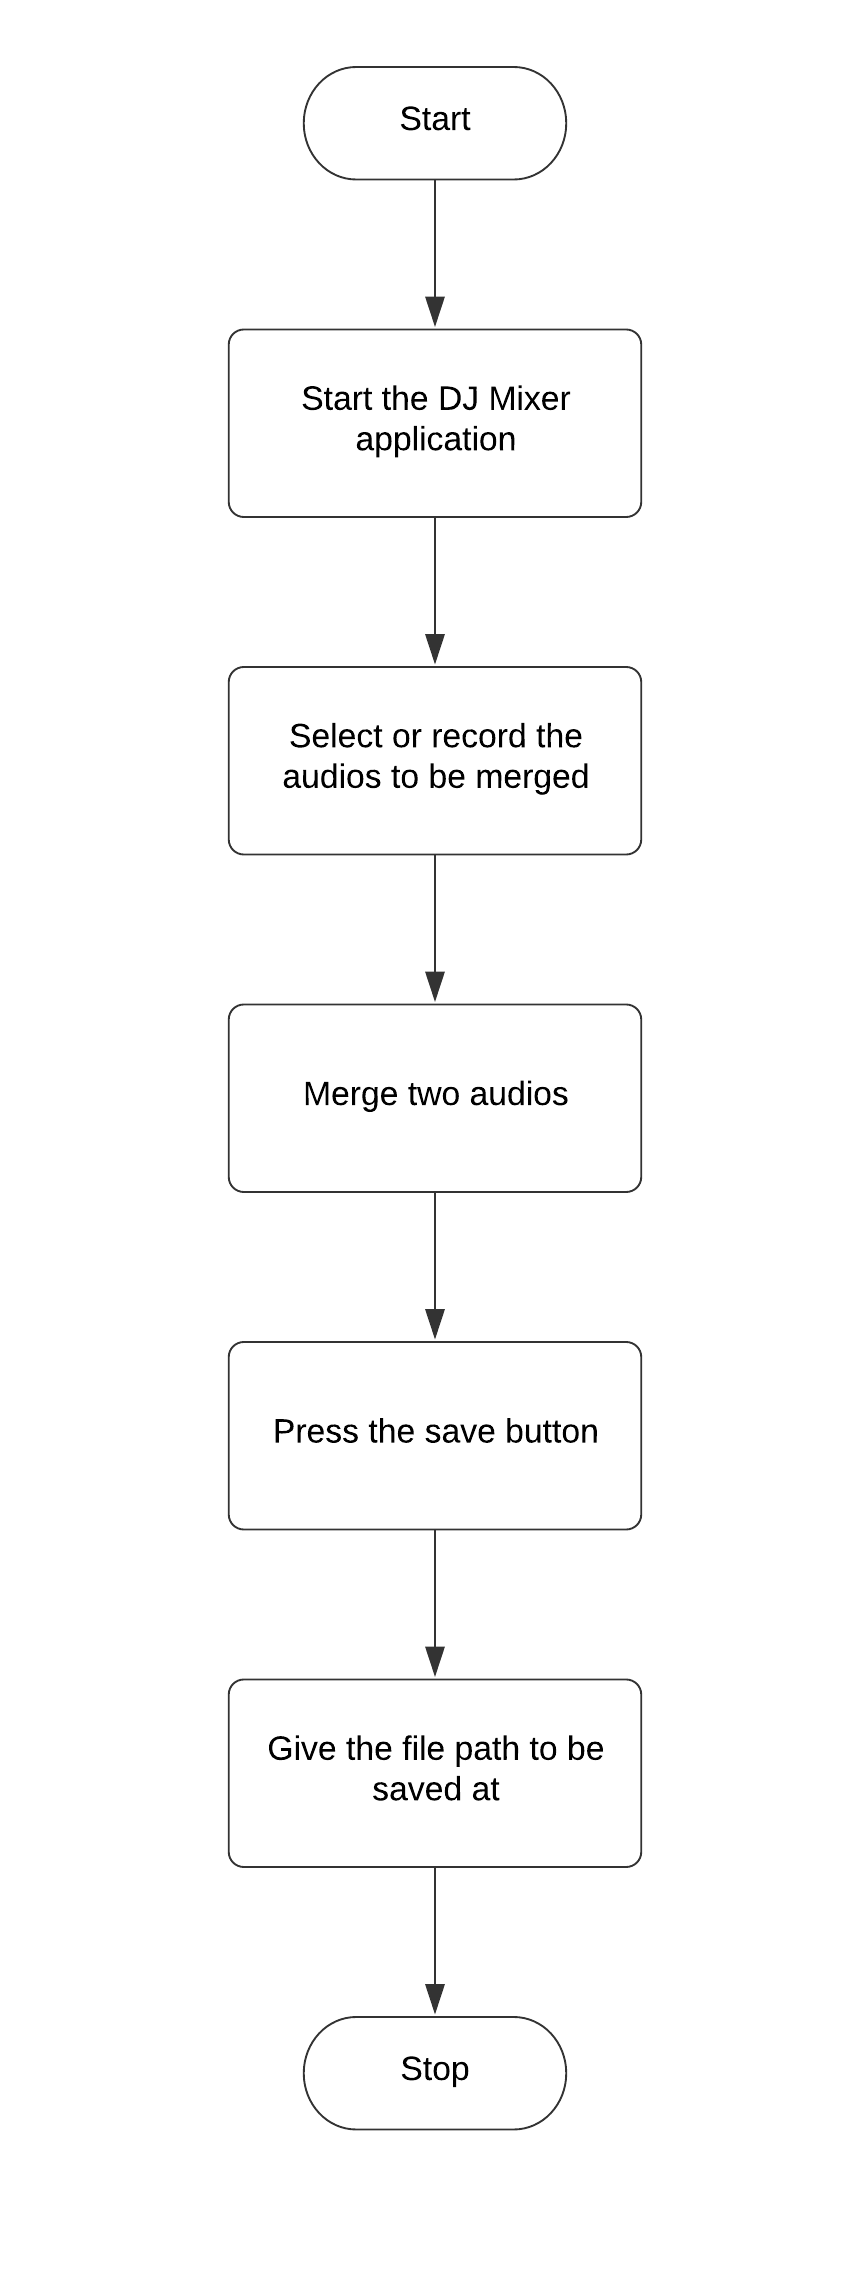 Start
Start the DJ Mixer
application
Select or record the
audios to be merged
Merge two audios
Press the save button
Give the file path to be
saved at
Stop